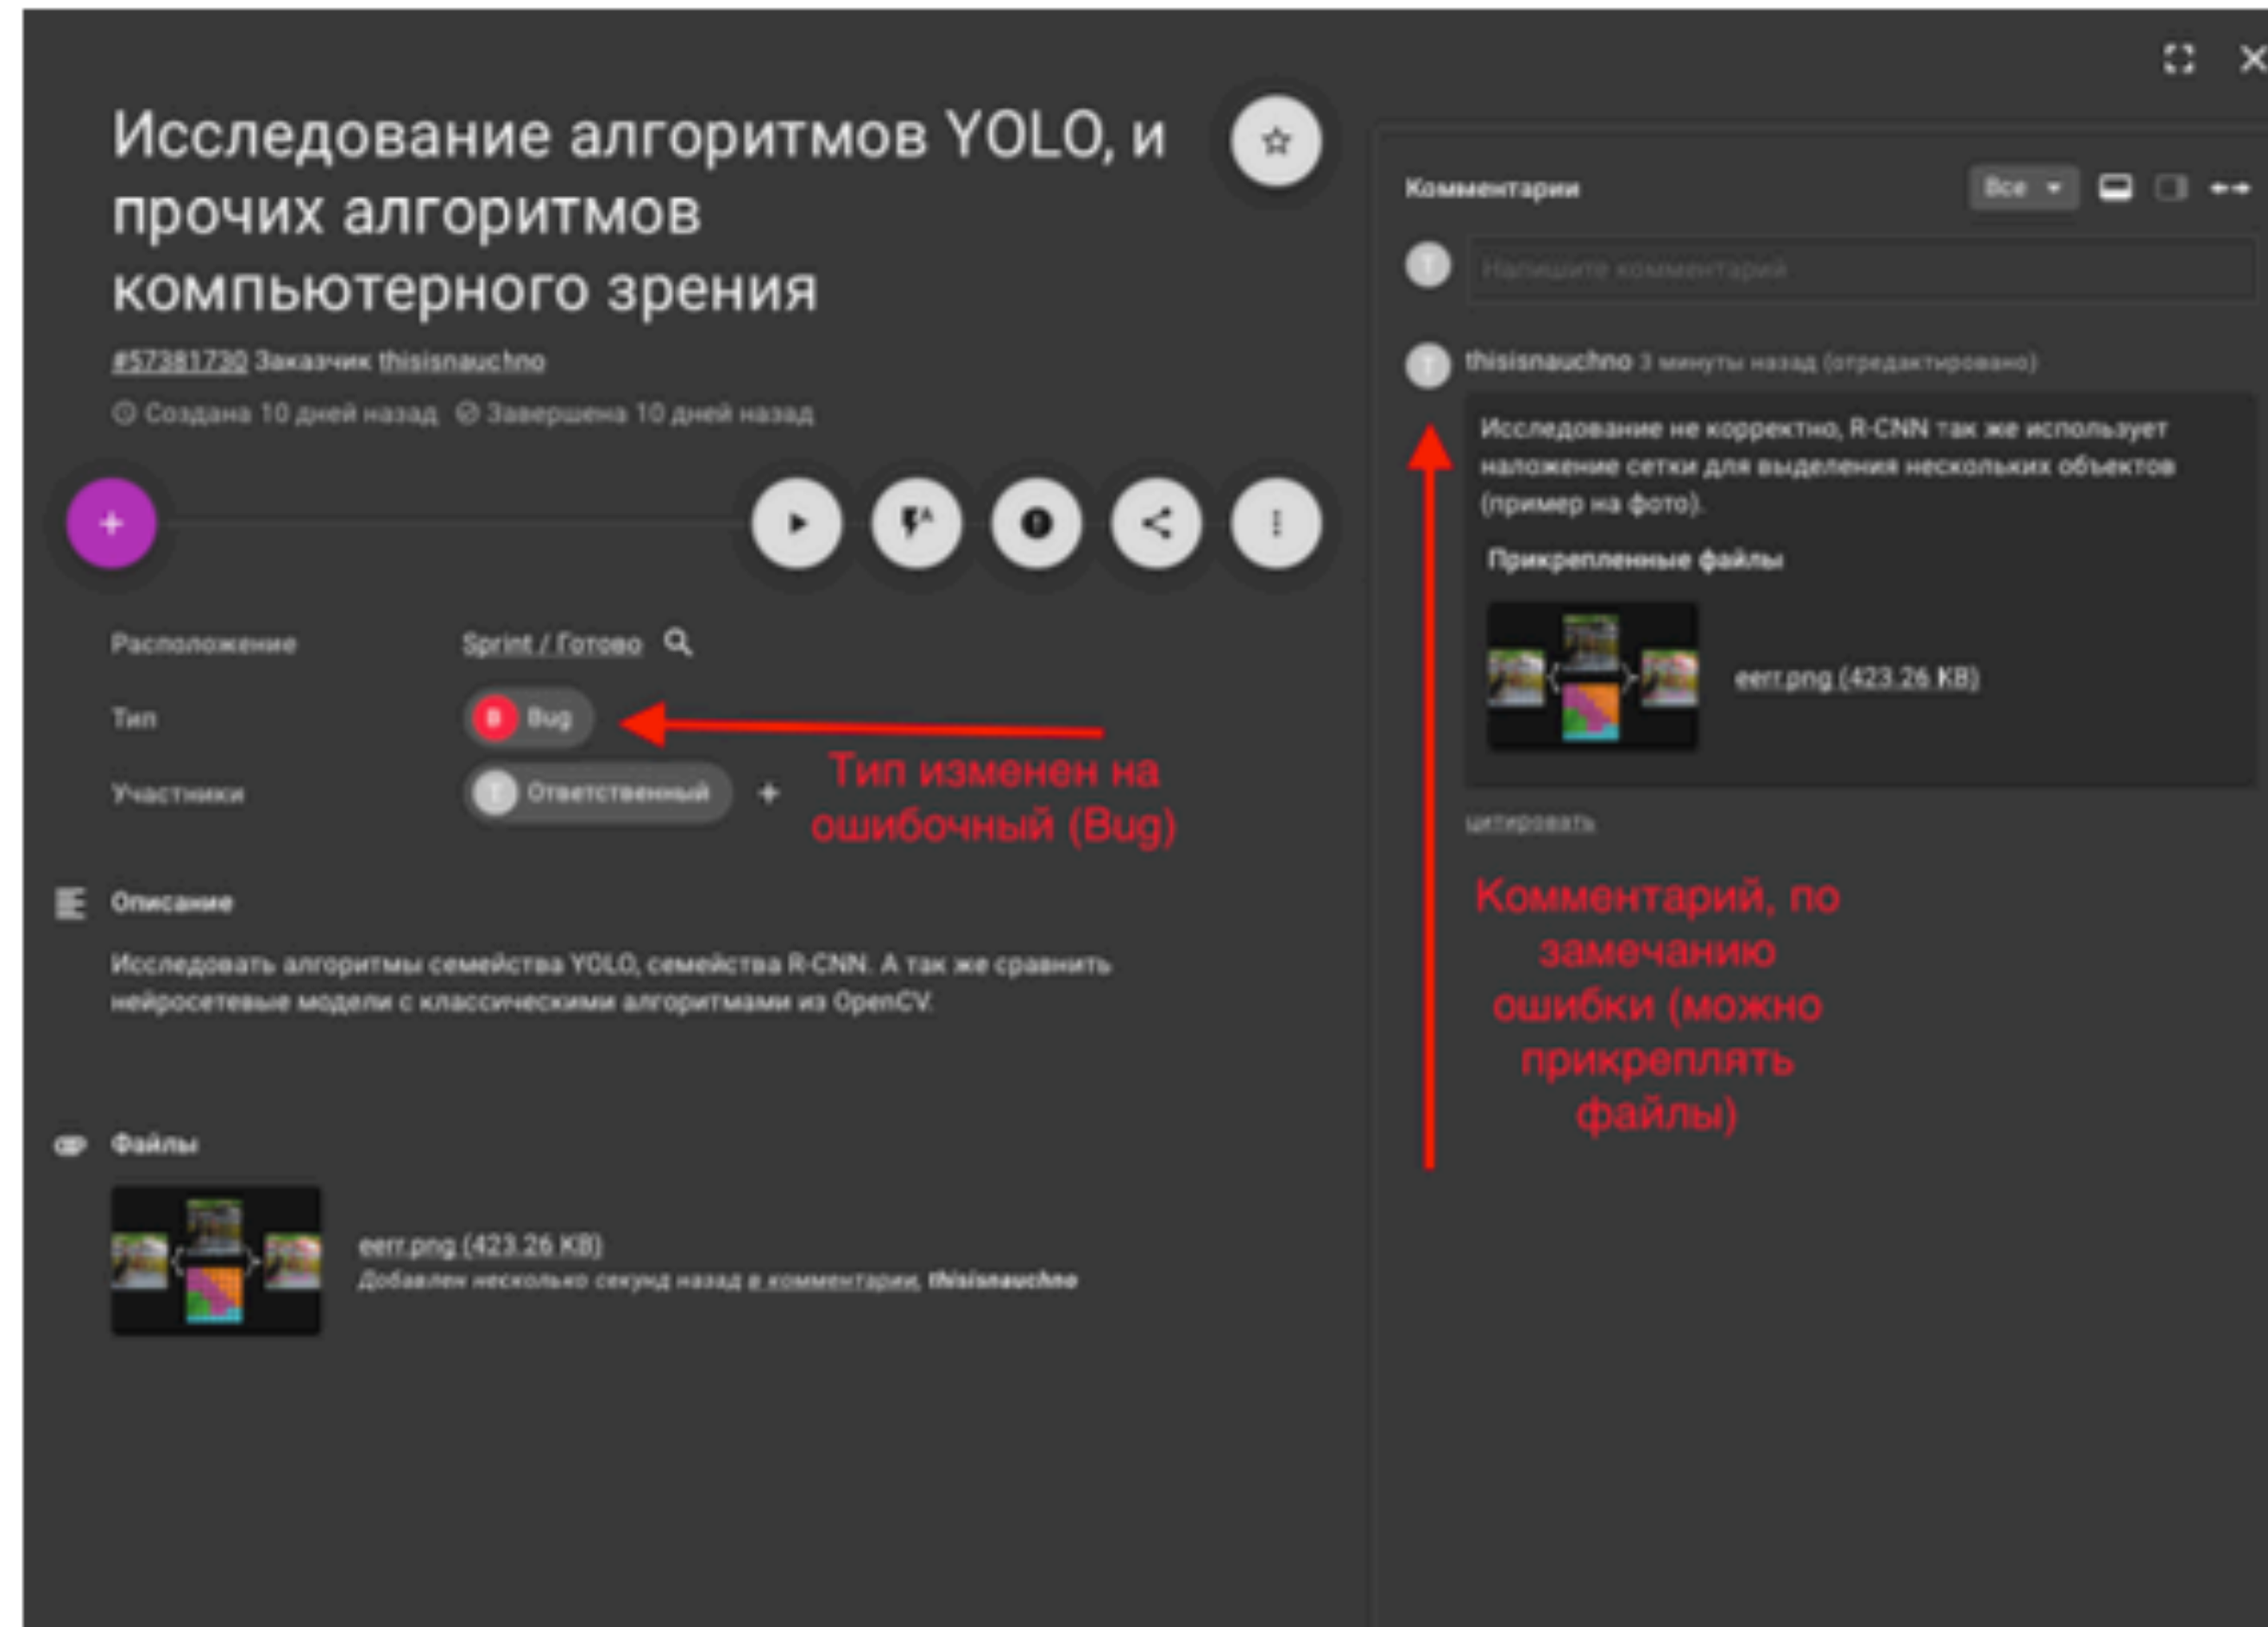 Исследование алгоритмов YOLO, и
прочих алгоритмов
компьютерного зрения
#57381730 Заказчик thisisnauchno
Создана 10 дней назад Завершена 10 дней назад
Расположение Sprint / Готово
Тип B Bug
Участники T Ответственный +
Тип изменен на
ошибочный (Bug)
Описание
Исследовать алгоритмы семейства YOLO, семейства R-CNN. А так же сравнить
нейросетевые модели с классическими алгоритмами из OpenCV.
Файлы
eerr.png (423.26 KB)
Добавлен несколько секунд назад в комментарии, thisisnauchno
Комментарии Все
T Напишите комментарий
T thisisnauchno 3 минуты назад (отредактировано)
Исследование не корректно, R-CNN так же использует
наложение сетки для выделения нескольких объектов
(пример на фото).
Прикрепленные файлы
eerr.png (423.26 KB)
цитировать
Комментарий, по
замечанию
ошибки (можно
прикреплять
файлы)